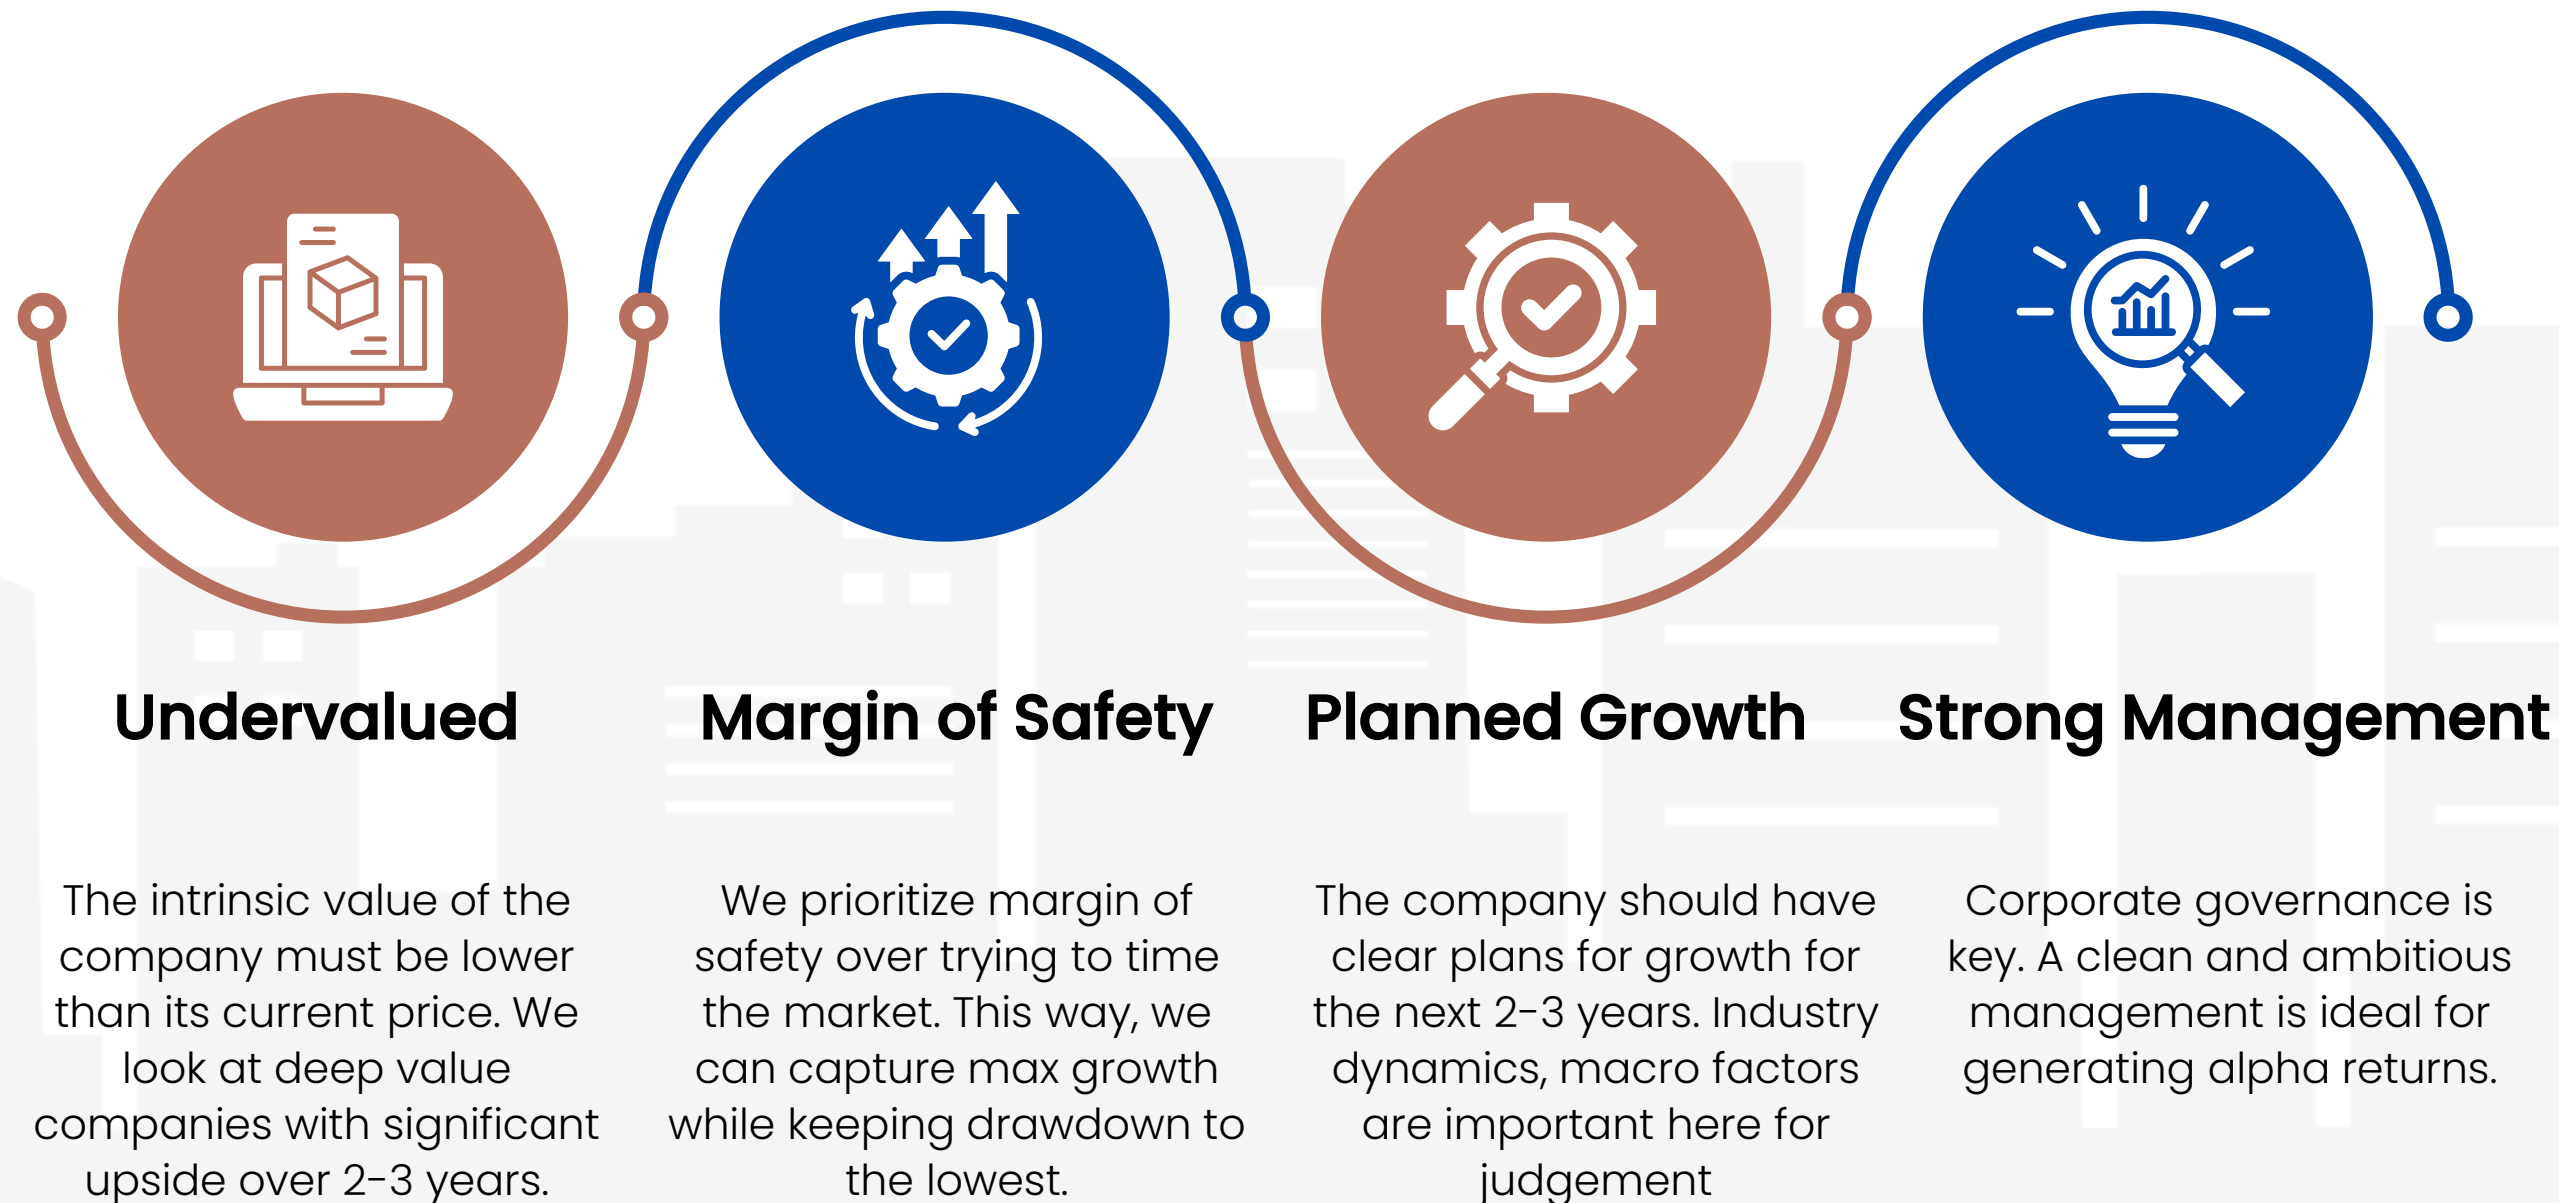 Undervalued
The intrinsic value of the
company must be lower
than its current price. We
look at deep value
companies with significant
upside over 2-3 years.
Margin of Safety
We prioritize margin of
safety over trying to time
the market. This way, we
can capture max growth
while keeping drawdown to
the lowest.
Planned Growth
The company should have
clear plans for growth for
the next 2-3 years. Industry
dynamics, macro factors
are important here for
judgement
Strong Management
Corporate governance is
key. A clean and ambitious
management is ideal for
generating alpha returns.